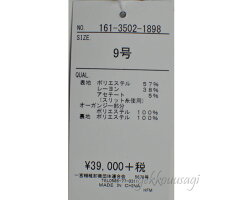 NO. 161-3502-1898
SIZE.
9号
QUAL.
表地 ポリエステル 57%
レーヨン 38%
アセテート 5%
(スリット糸使用)
オーガンジー部分
ポリエステル 100%
裏地 ポリエステル 100%
¥39,000+税
MADE IN CHINA
HFM